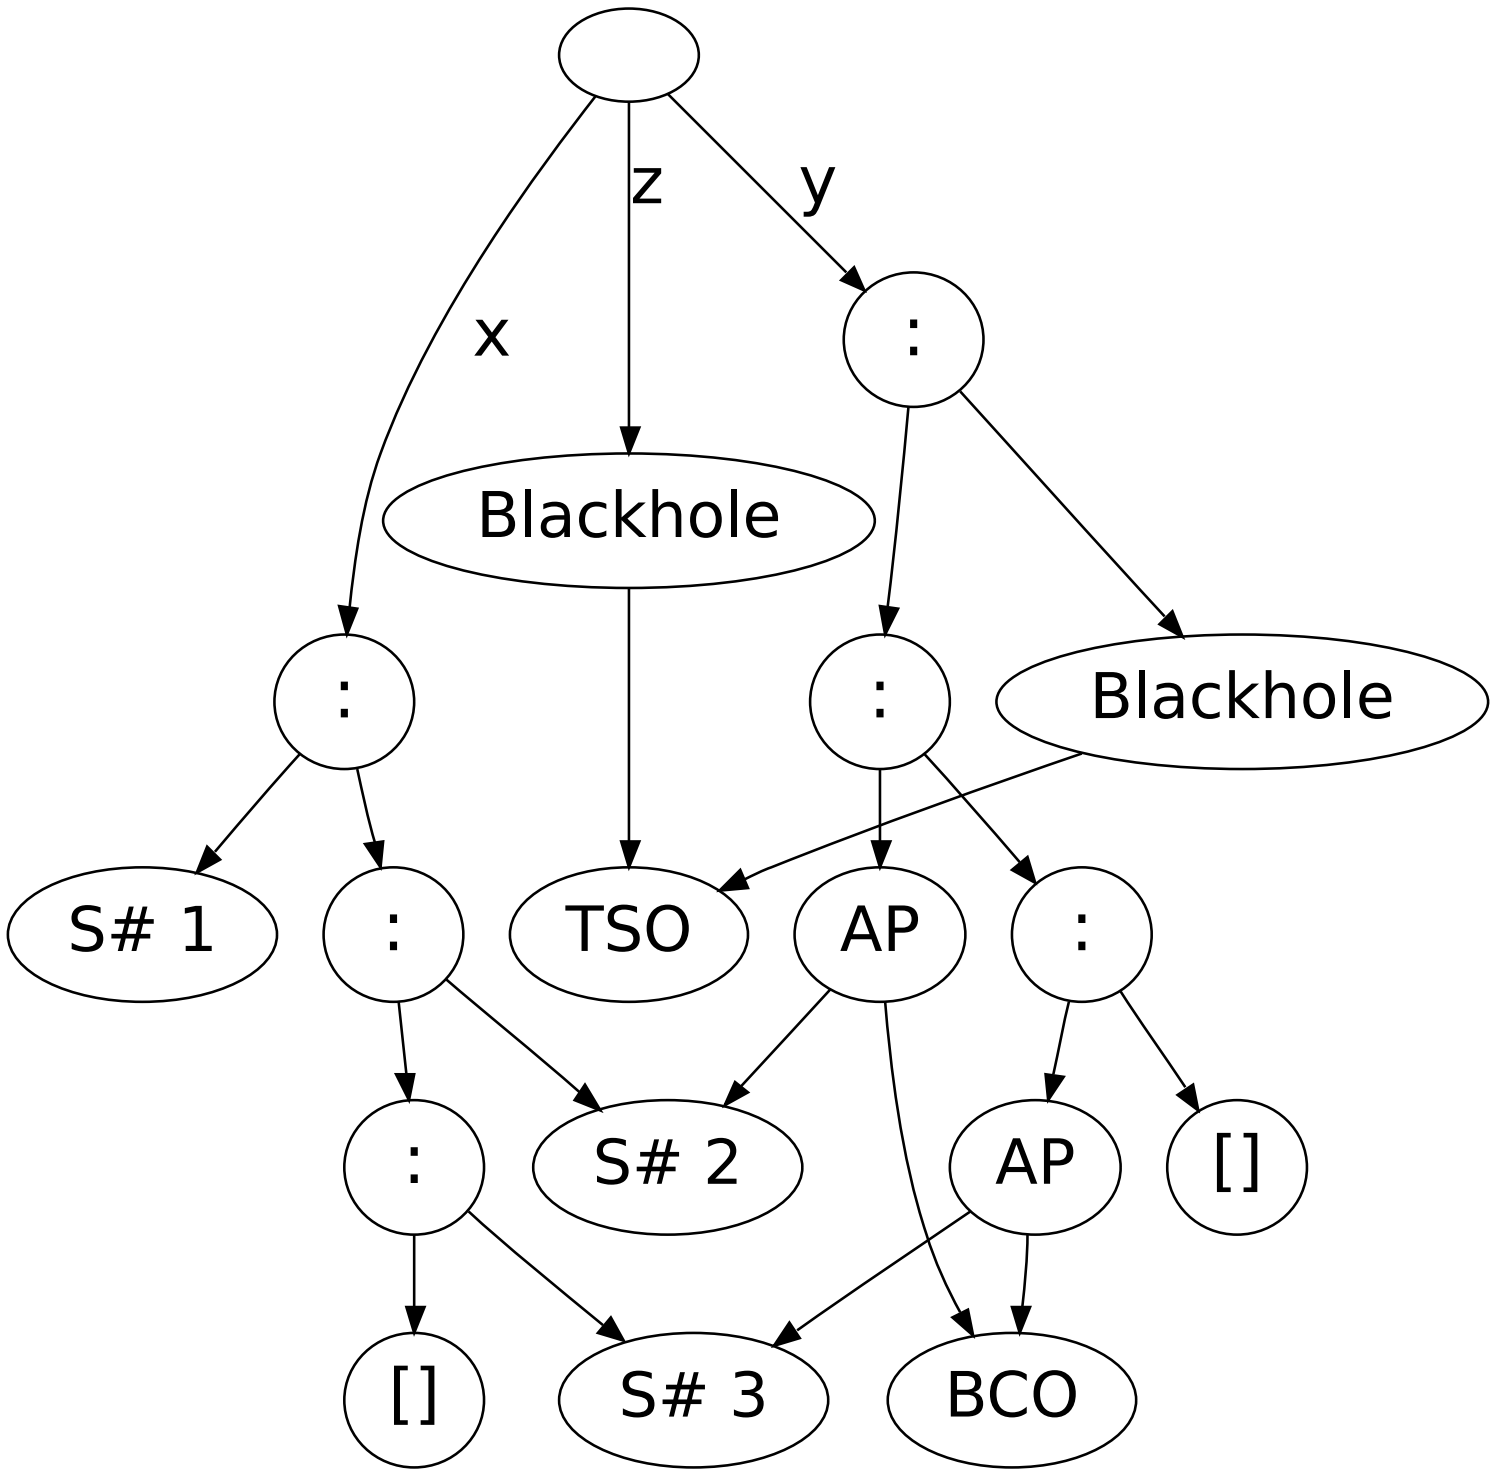 z
y
x
:
Blackhole
:
:
Blackhole
S# 1
:
TSO
AP
:
:
S# 2
AP
[]
[]
S# 3
BCO